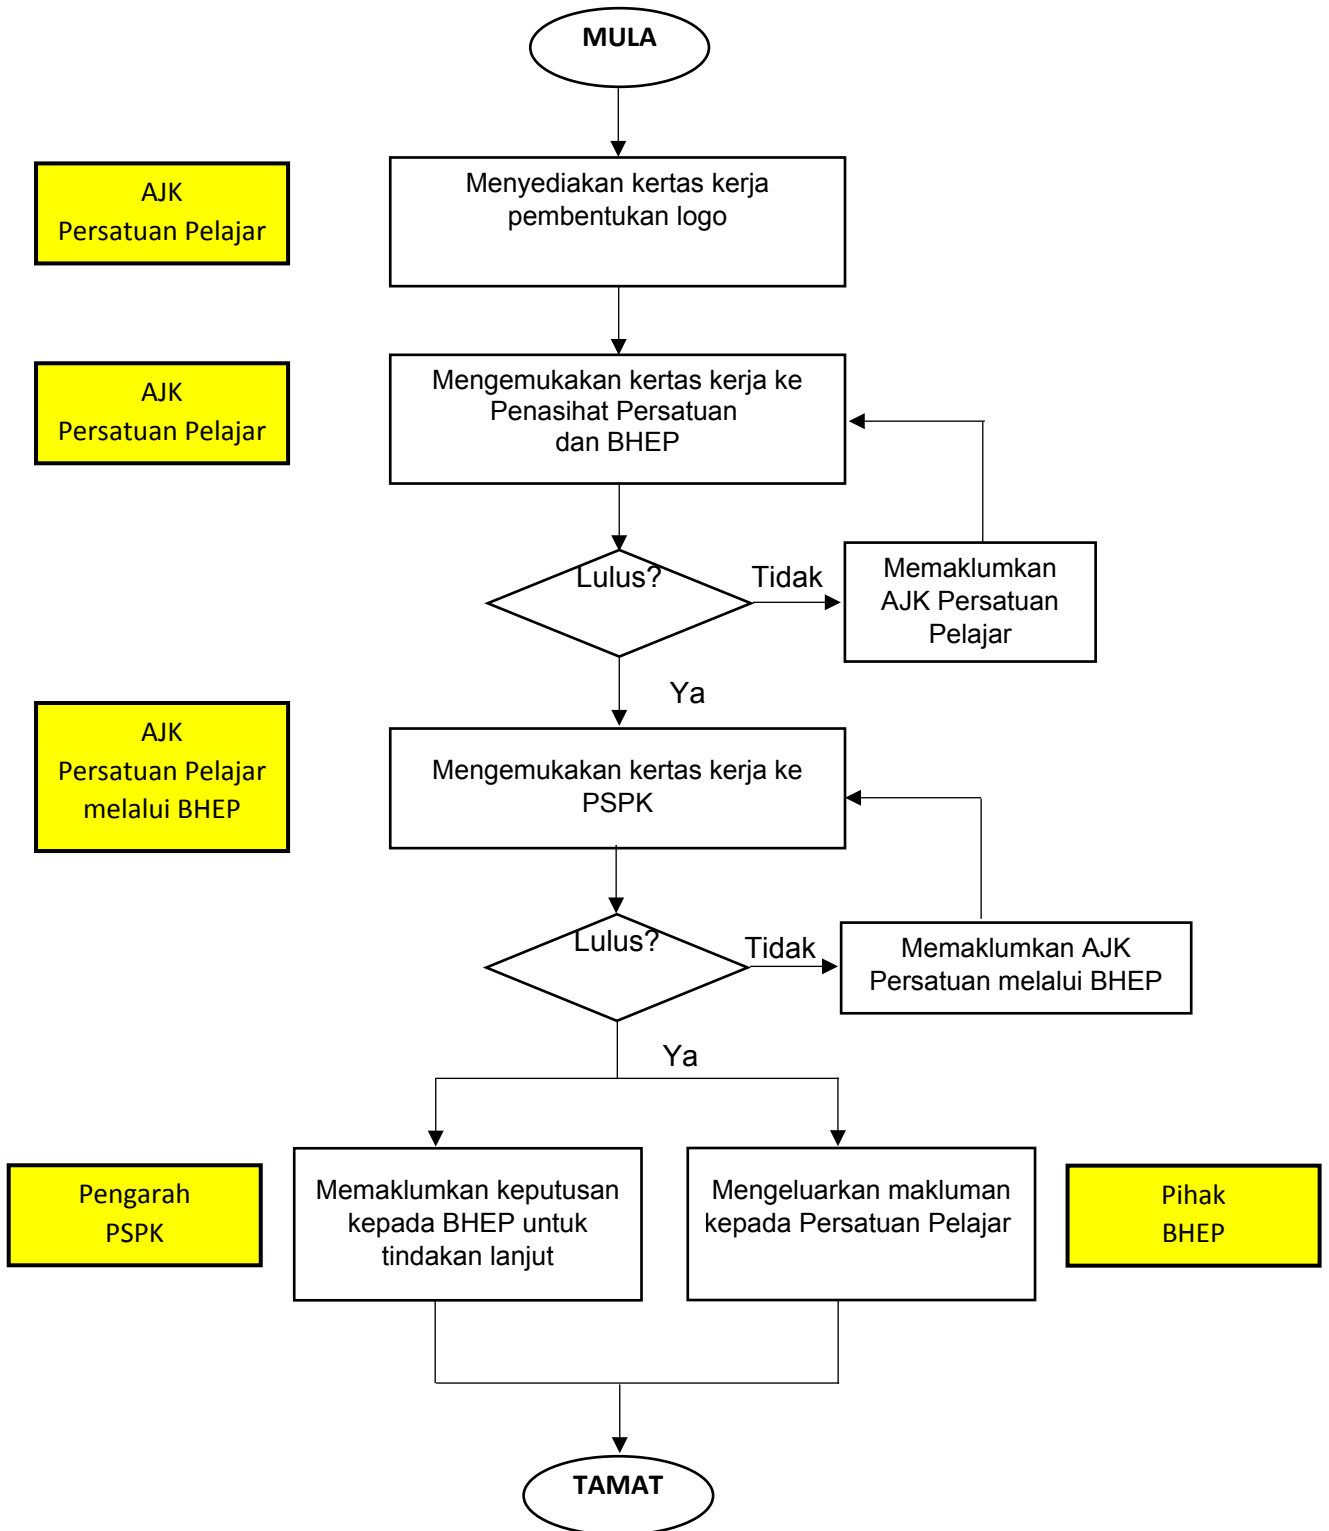 MULA
AJK
Persatuan Pelajar
Menyediakan kertas kerja
pembentukan logo
AJK
Persatuan Pelajar
Mengemukakan kertas kerja ke
Penasihat Persatuan
dan BHEP
Lulus?
Tidak
Memaklumkan
AJK Persatuan
Pelajar
Ya
AJK
Persatuan Pelajar
melalui BHEP
Mengemukakan kertas kerja ke
PSPK
Lulus?
Tidak
Memaklumkan AJK
Persatuan melalui BHEP
Ya
Pengarah
PSPK
Memaklumkan keputusan
kepada BHEP untuk
tindakan lanjut
Mengeluarkan makluman
kepada Persatuan Pelajar
Pihak
BHEP
TAMAT